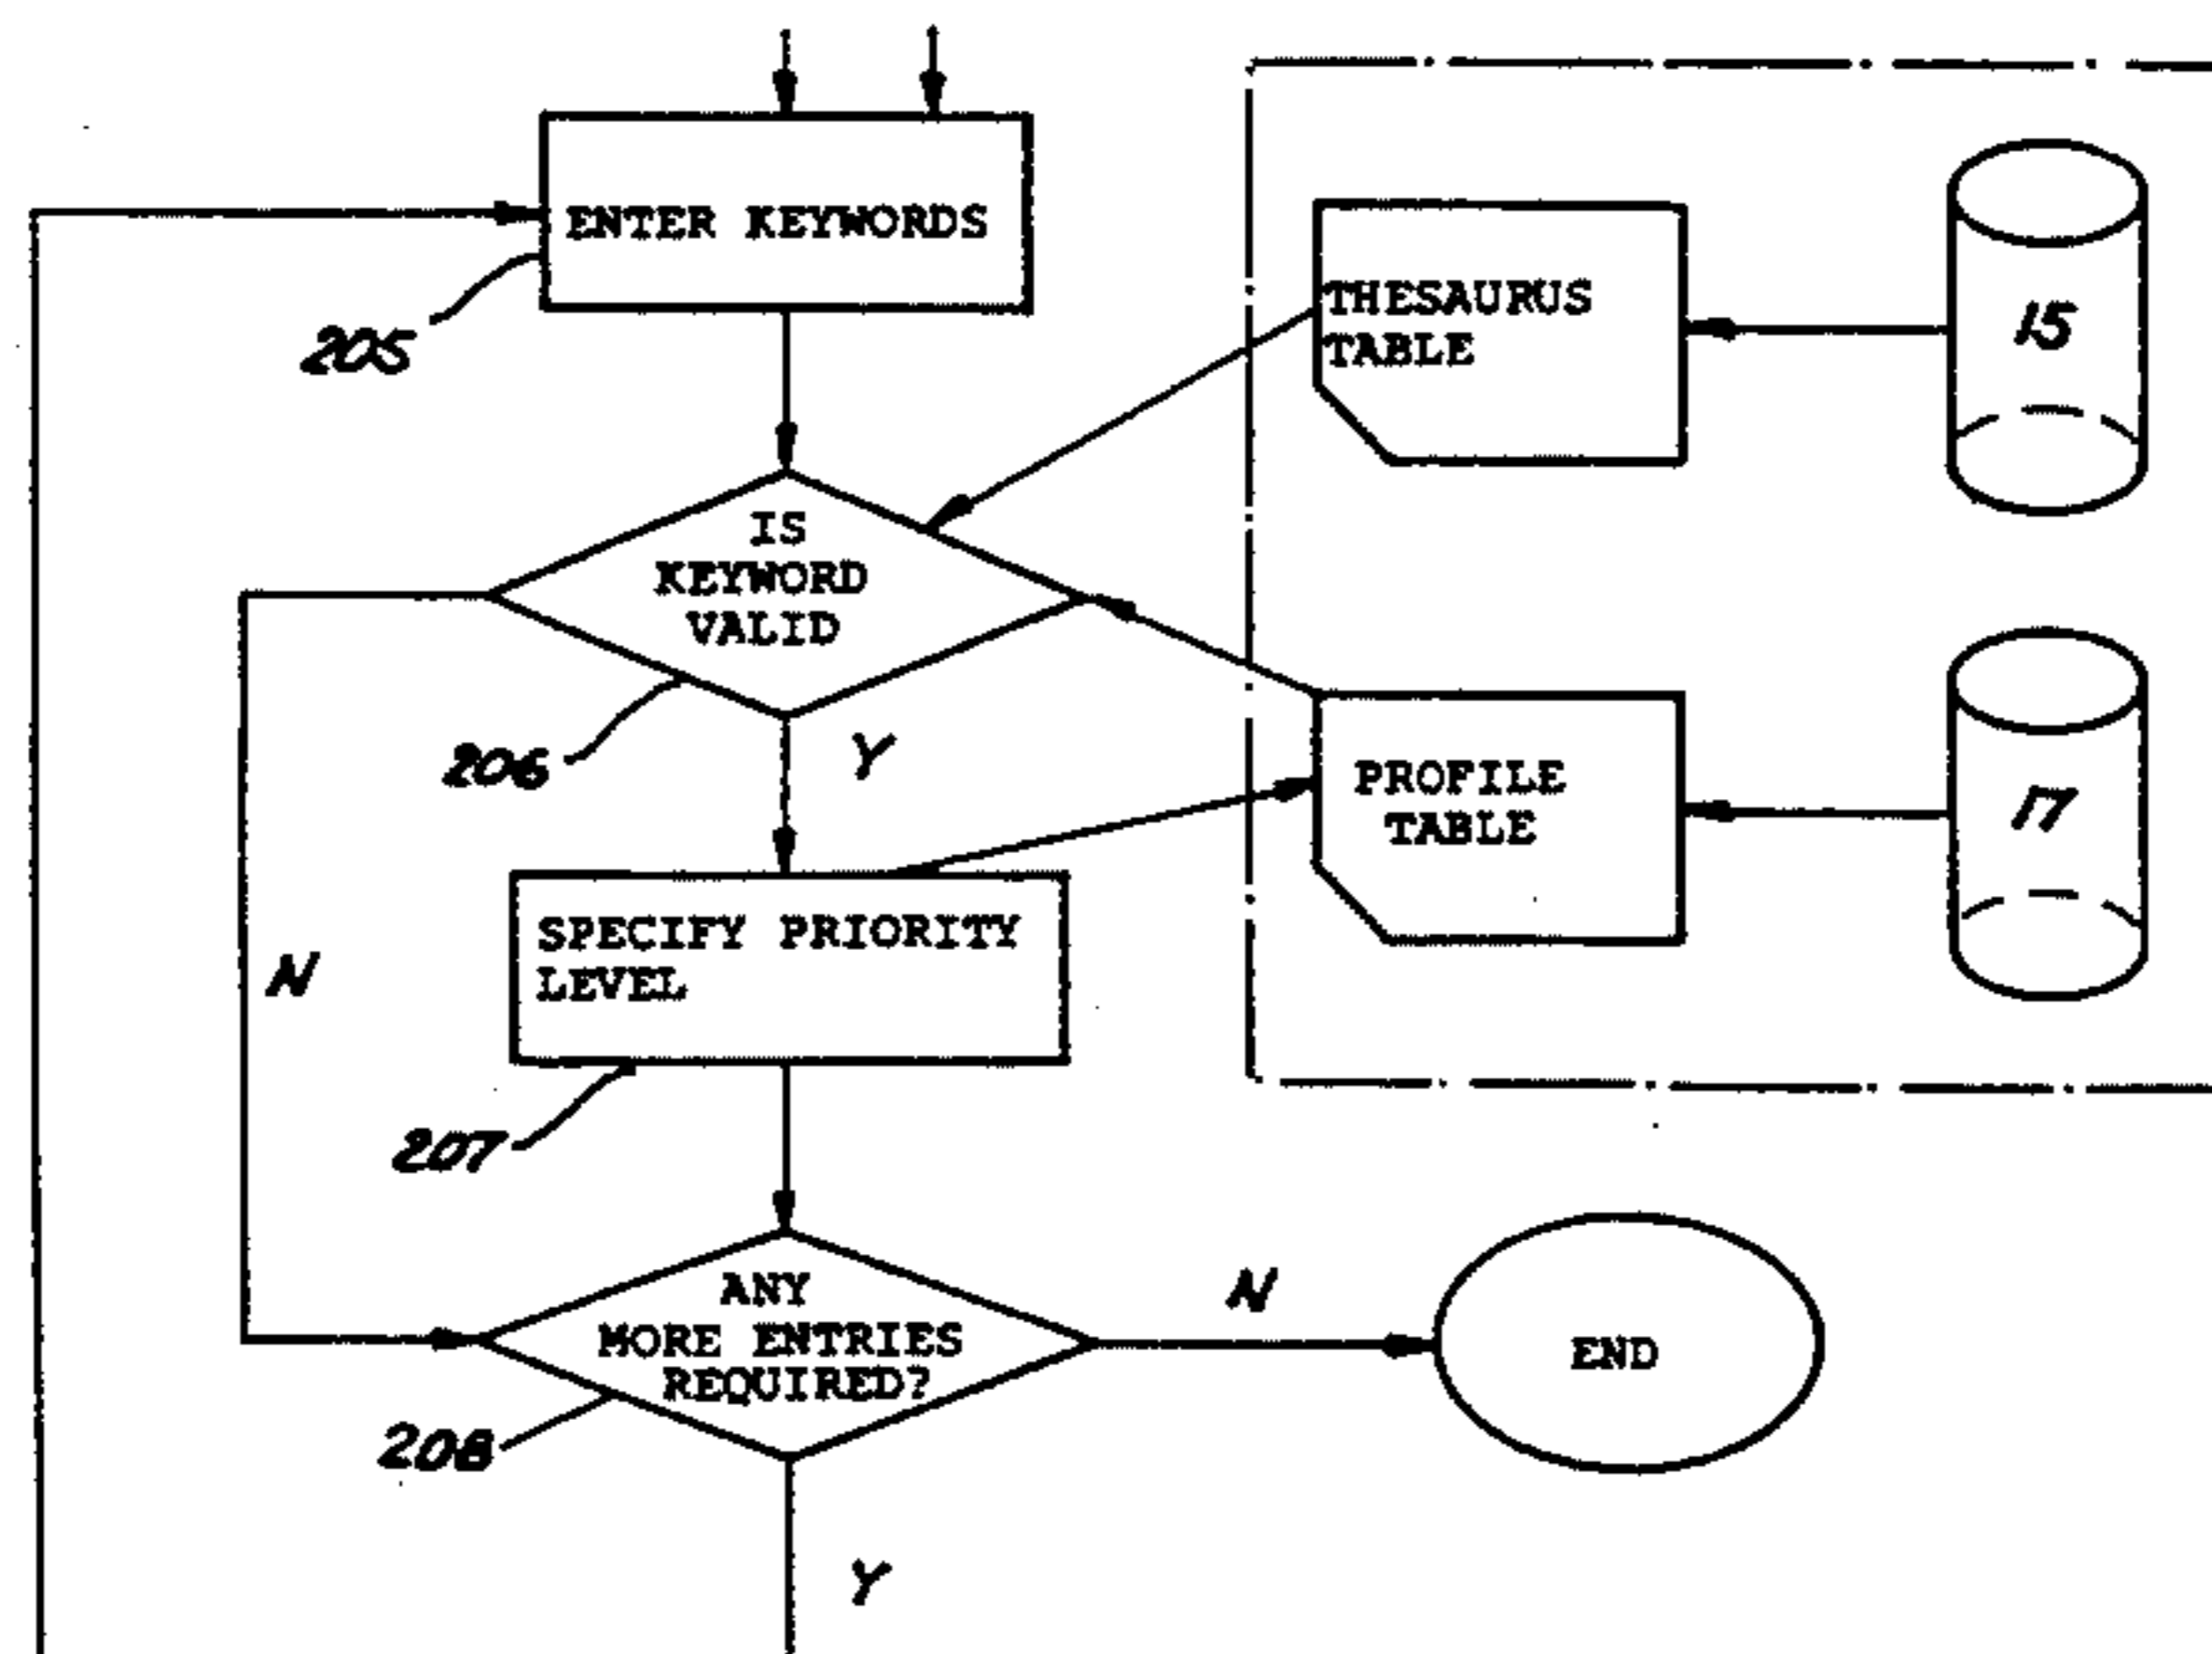 ENTER KEYWORDS
205
THESAURUS
TABLE
15
IS
KEYWORD
VALID
206
Y
PROFILE
TABLE
17
SPECIFY PRIORITY
LEVEL
N
207
ANY
MORE ENTRIES
REQUIRED?
208
N
END
Y